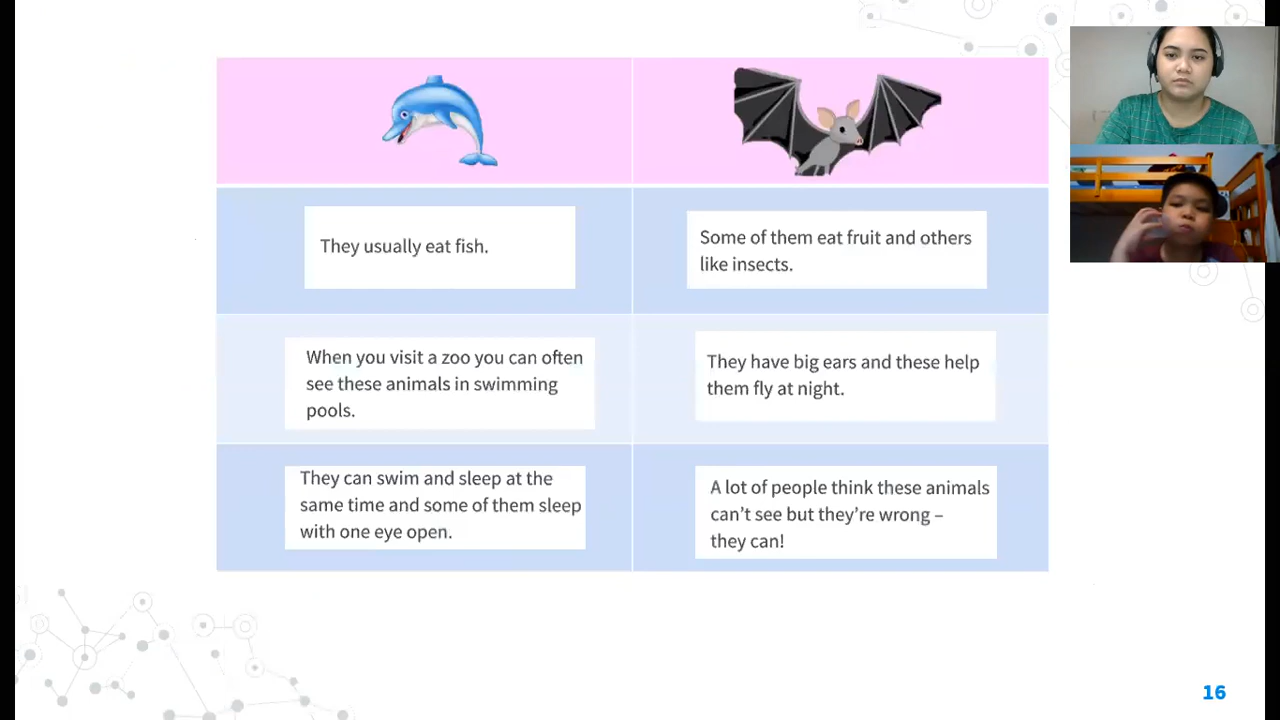 They usually eat fish.
Some of them eat fruit and others
like insects.
When you visit a zoo you can often
see these animals in swimming
pools.
They have big ears and these help
them fly at night.
They can swim and sleep at the
same time and some of them sleep
with one eye open.
A lot of people think these animals
can't see but they're wrong –
they can!
16